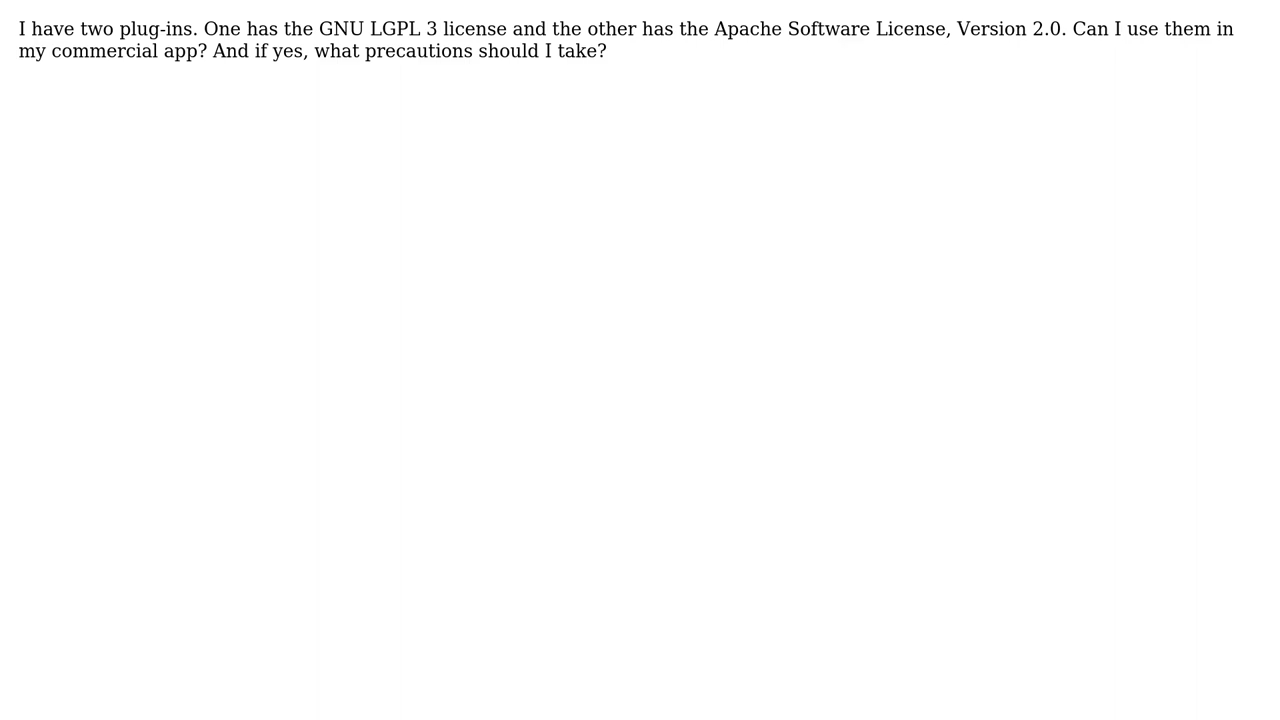 I have two plug-ins. One has the GNU LGPL 3 license and the other has the Apache Software License, Version 2.0. Can I use them in
my commercial app? And if yes, what precautions should I take?